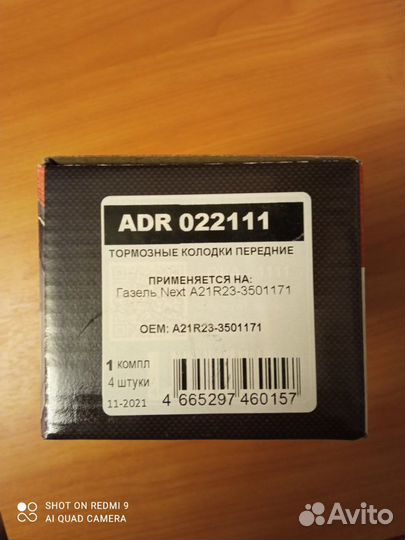 ADR 022111
ТОРМОЗНЫЕ КОЛОДКИ ПЕРЕДНИЕ
ПРИМЕНЯЕТСЯ НА:
Газель Next A21R23-3501171
OEM: A21R23-3501171
1 компл
4 штуки
11-2021
4 665297 460157
SHOT ON REDMI 9
AI QUAD CAMERA
Avito